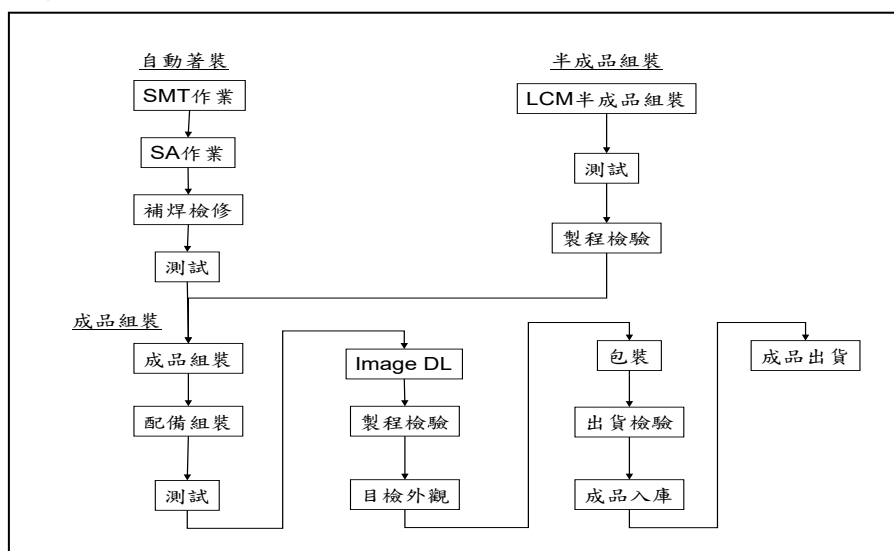 自動著裝
SMT作業
SA作業
補焊檢修
測試
半成品組裝
LCM半成品組裝
測試
製程檢驗
成品組裝
成品組裝
配備組裝
測試
Image DL
製程檢驗
目檢外觀
包裝
出貨檢驗
成品入庫
成品出貨